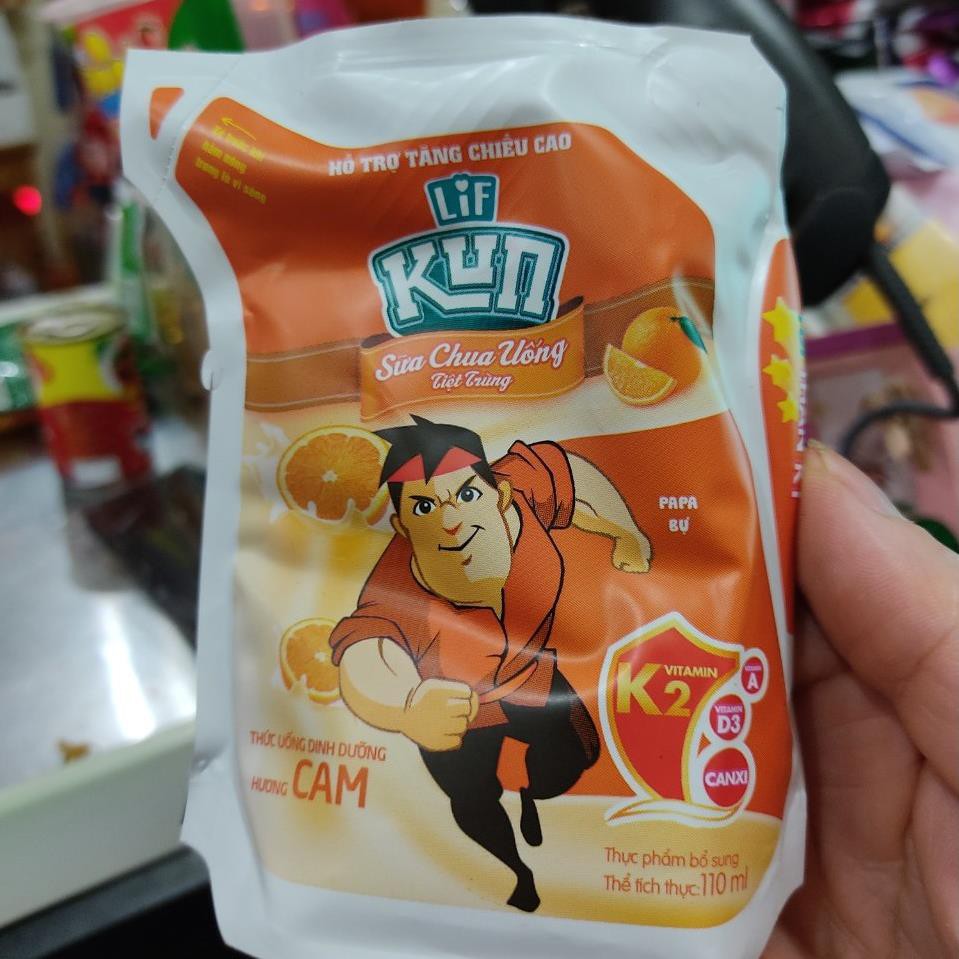 HỖ TRỢ TĂNG CHIỀU CAO
LiF
KUN
Sữa Chua Uống
Tiệt Trùng
PAPA
BỰ
VITAMIN
K2
VITAMIN
A
VITAMIN
D3
CANXI
THỨC UỐNG DINH DƯỠNG
HƯƠNG CAM
Thực phẩm bổ sung
Thể tích thực: 110 ml